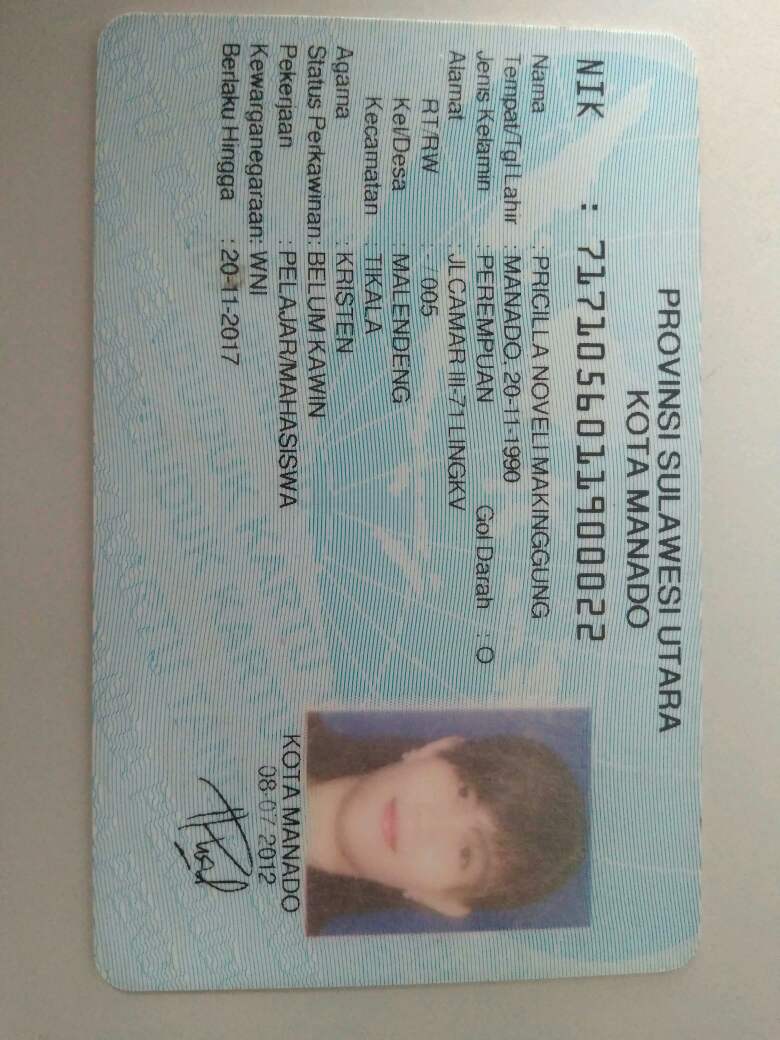 PROVINSI SULAWESI UTARA
KOTA MANADO
NIK : 7171056011900022
Nama : PRICILLA NOVELI MAKINGGUNG
Tempat/Tgl Lahir : MANADO, 20-11-1990
Jenis Kelamin : PEREMPUAN Gol Darah : O
Alamat : JL CAMAR III-71 LINGKV
RT/RW : / 005
Kel/Desa : MALENDENG
Kecamatan : TIKALA
Agama : KRISTEN
Status Perkawinan: BELUM KAWIN
Pekerjaan : PELAJAR/MAHASISWA
Kewarganegaraan: WNI
Berlaku Hingga : 20-11-2017
KOTA MANADO
08-07-2012